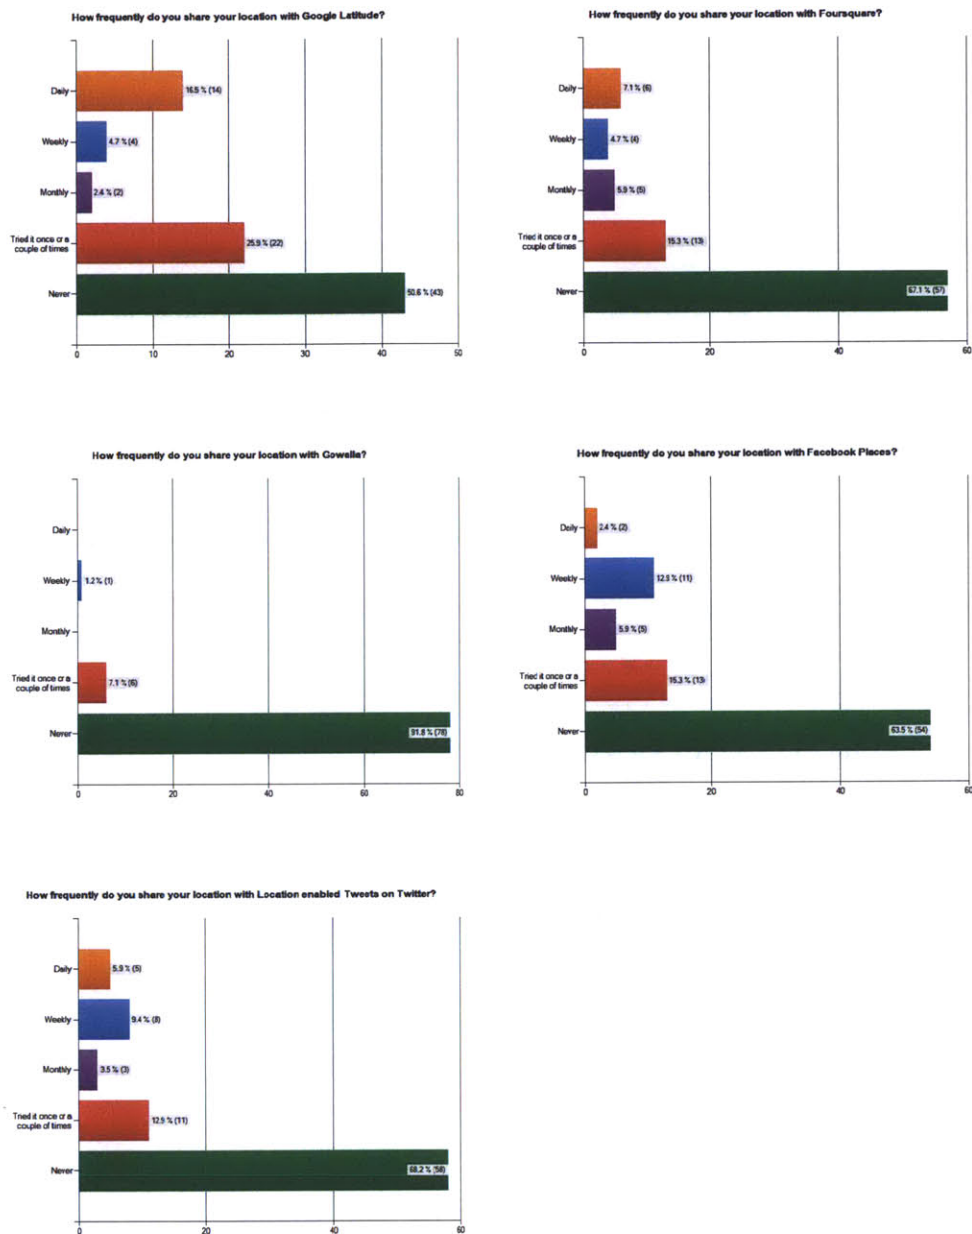 How frequently do you share your location with Google Latitude?
0
10
20
30
40
50
Daily
16.5 % (14)
Weekly
4.7 % (4)
Monthly
2.4 % (2)
Tried it once or a
couple of times
25.9 % (22)
Never
50.6 % (43)
0
10
20
30
40
50
How frequently do you share your location with Foursquare?
Daily
7.1 % (6)
Weekly
4.7 % (4)
Monthly
5.9 % (5)
Tried it once or a
couple of times
15.3 % (13)
Never
67.1 % (57)
0
20
40
60
How frequently do you share your location with Gowalla?
Daily
Weekly
1.2 % (1)
Monthly
Tried it once or a
couple of times
7.1 % (6)
Never
91.8 % (78)
0
20
40
60
80
How frequently do you share your location with Facebook Places?
Daily
2.4 % (2)
Weekly
12.9 % (11)
Monthly
5.9 % (5)
Tried it once or a
couple of times
15.3 % (13)
Never
63.5 % (54)
0
20
40
60
How frequently do you share your location with Location enabled Tweets on Twitter?
Daily
5.9 % (5)
Weekly
9.4 % (8)
Monthly
3.5 % (3)
Tried it once or a
couple of times
12.9 % (11)
Never
68.2 % (58)
0
20
40
60